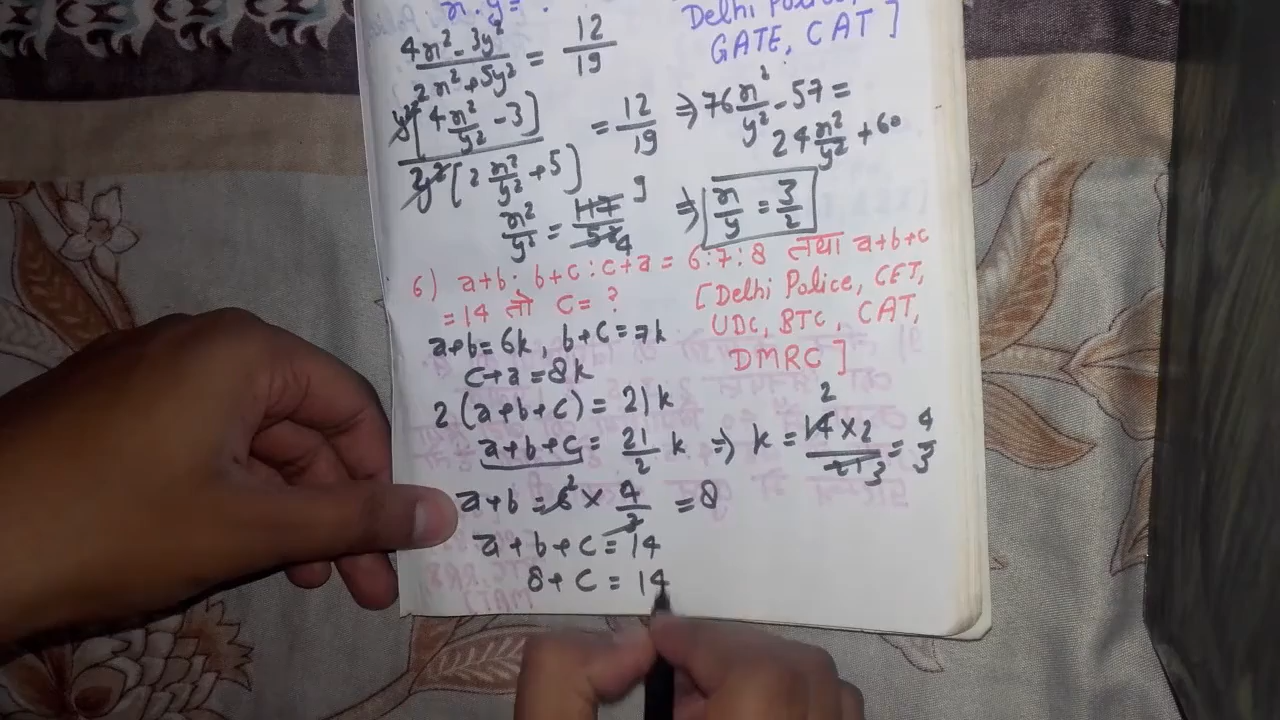 Delhi Police,
GATE, CAT ]
4x² - 3y² / 2x² + 5y² = 12/19
y² [ 4 x²/y² - 3 ] / y² [ 2 x²/y² + 5 ] = 12/19 ⇒ 76 x²/y² - 57 =
24 x²/y² + 60
x²/y² = 117/52 9/4 ⇒ x/y = 3/2
6) a+b : b+c : c+a = 6:7:8 तथा a+b+c
= 14 तो c = ?
[Delhi Police, CET,
UDC, BTC, CAT,
DMRC ]
a+b = 6k, b+c = 7k
c+a = 8k
2 (a+b+c) = 21k
a+b+c = 21/2 k ⇒ k = 14×2/21 = 4/3
a+b = 6 × 4/3 = 8
a+b+c = 14
8 + c = 14